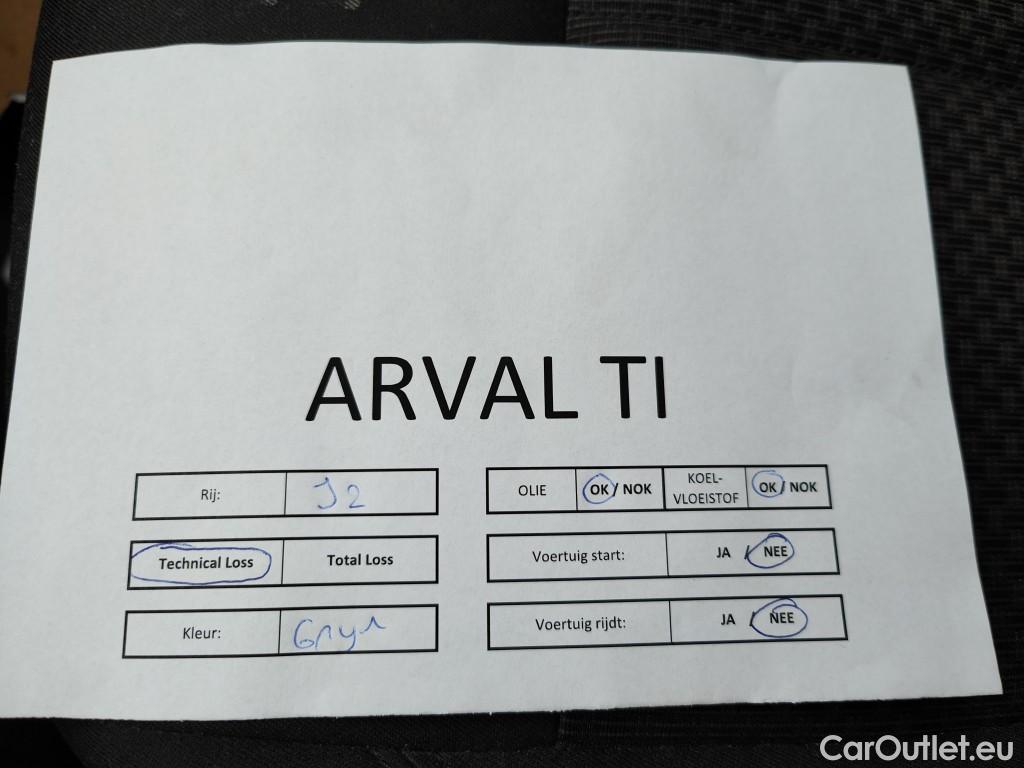 ARVAL TI
Rij: J2
OLIE OK / NOK KOEL-VLOEISTOF OK / NOK
Technical Loss Total Loss
Voertuig start: JA / NEE
Kleur:
Voertuig rijdt: JA / NEE
CarOutlet.eu